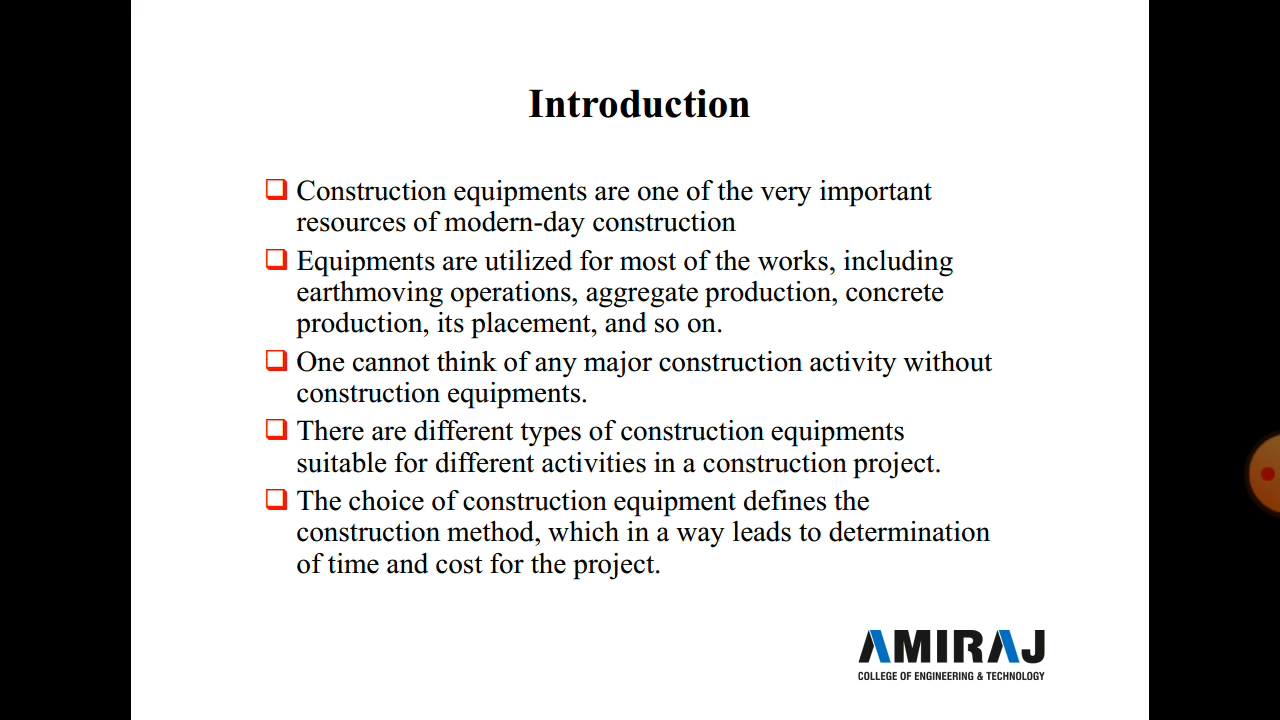 Introduction
Construction equipments are one of the very important
resources of modern-day construction
Equipments are utilized for most of the works, including
earthmoving operations, aggregate production, concrete
production, its placement, and so on.
One cannot think of any major construction activity without
construction equipments.
There are different types of construction equipments
suitable for different activities in a construction project.
The choice of construction equipment defines the
construction method, which in a way leads to determination
of time and cost for the project.
AMIRAJ
COLLEGE OF ENGINEERING & TECHNOLOGY